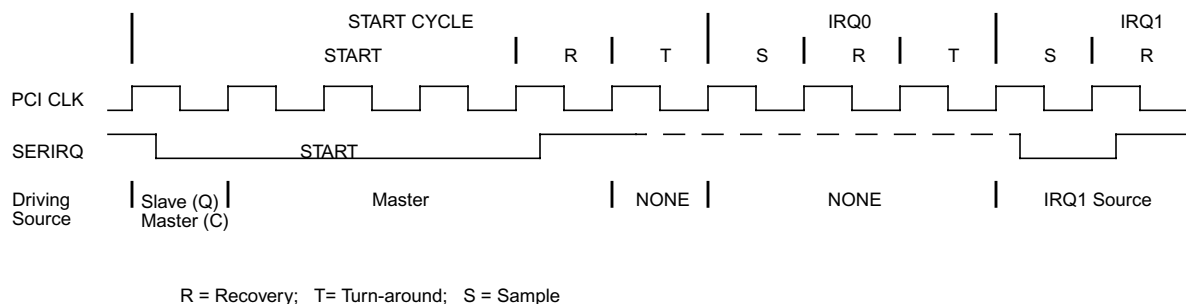 START CYCLE IRQ0 IRQ1
START R T S R T S R
PCI CLK
SERIRQ START
Driving Source Slave (Q) Master (C) Master NONE NONE IRQ1 Source
R = Recovery; T= Turn-around; S = Sample